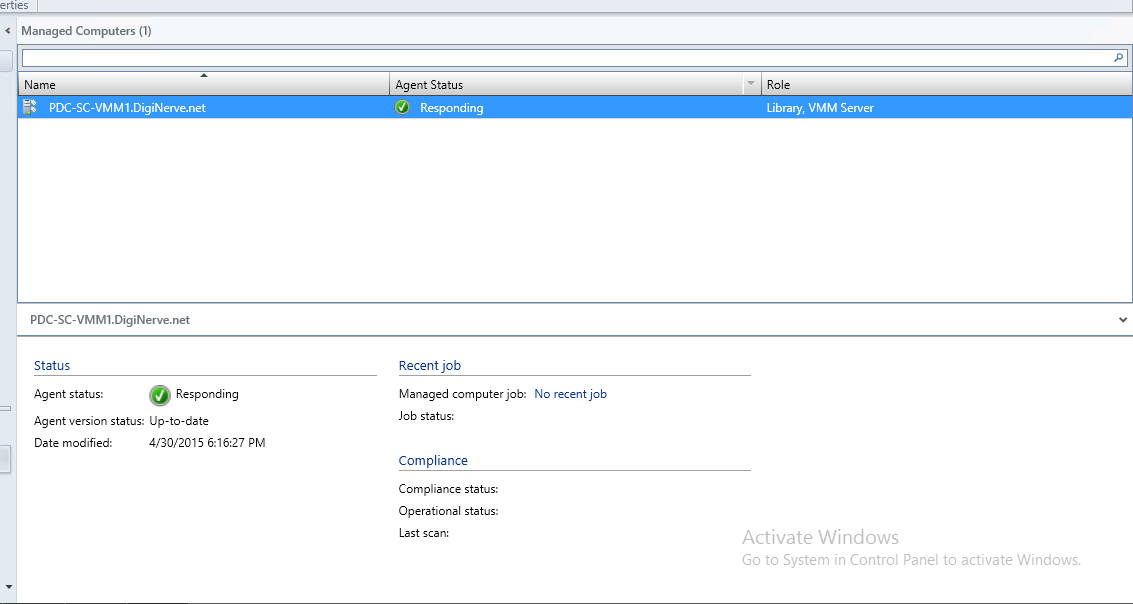 erties
Managed Computers (1)
Name Agent Status Role
PDC-SC-VMM1.DigiNerve.net Responding Library, VMM Server
PDC-SC-VMM1.DigiNerve.net
Status
Agent status: Responding
Agent version status: Up-to-date
Date modified: 4/30/2015 6:16:27 PM
Recent job
Managed computer job: No recent job
Job status:
Compliance
Compliance status:
Operational status:
Last scan:
Activate Windows
Go to System in Control Panel to activate Windows.